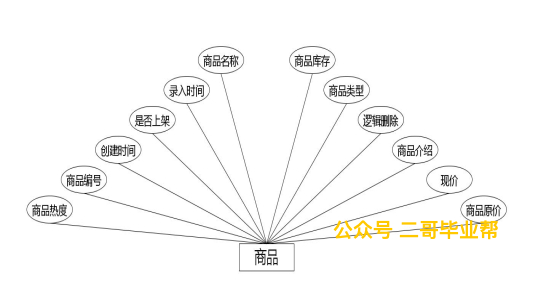 商品名称
商品库存
录入时间
商品类型
是否上架
逻辑删除
创建时间
商品介绍
商品编号
现价
商品热度
商品原价
公众号 二哥毕业帮
商品